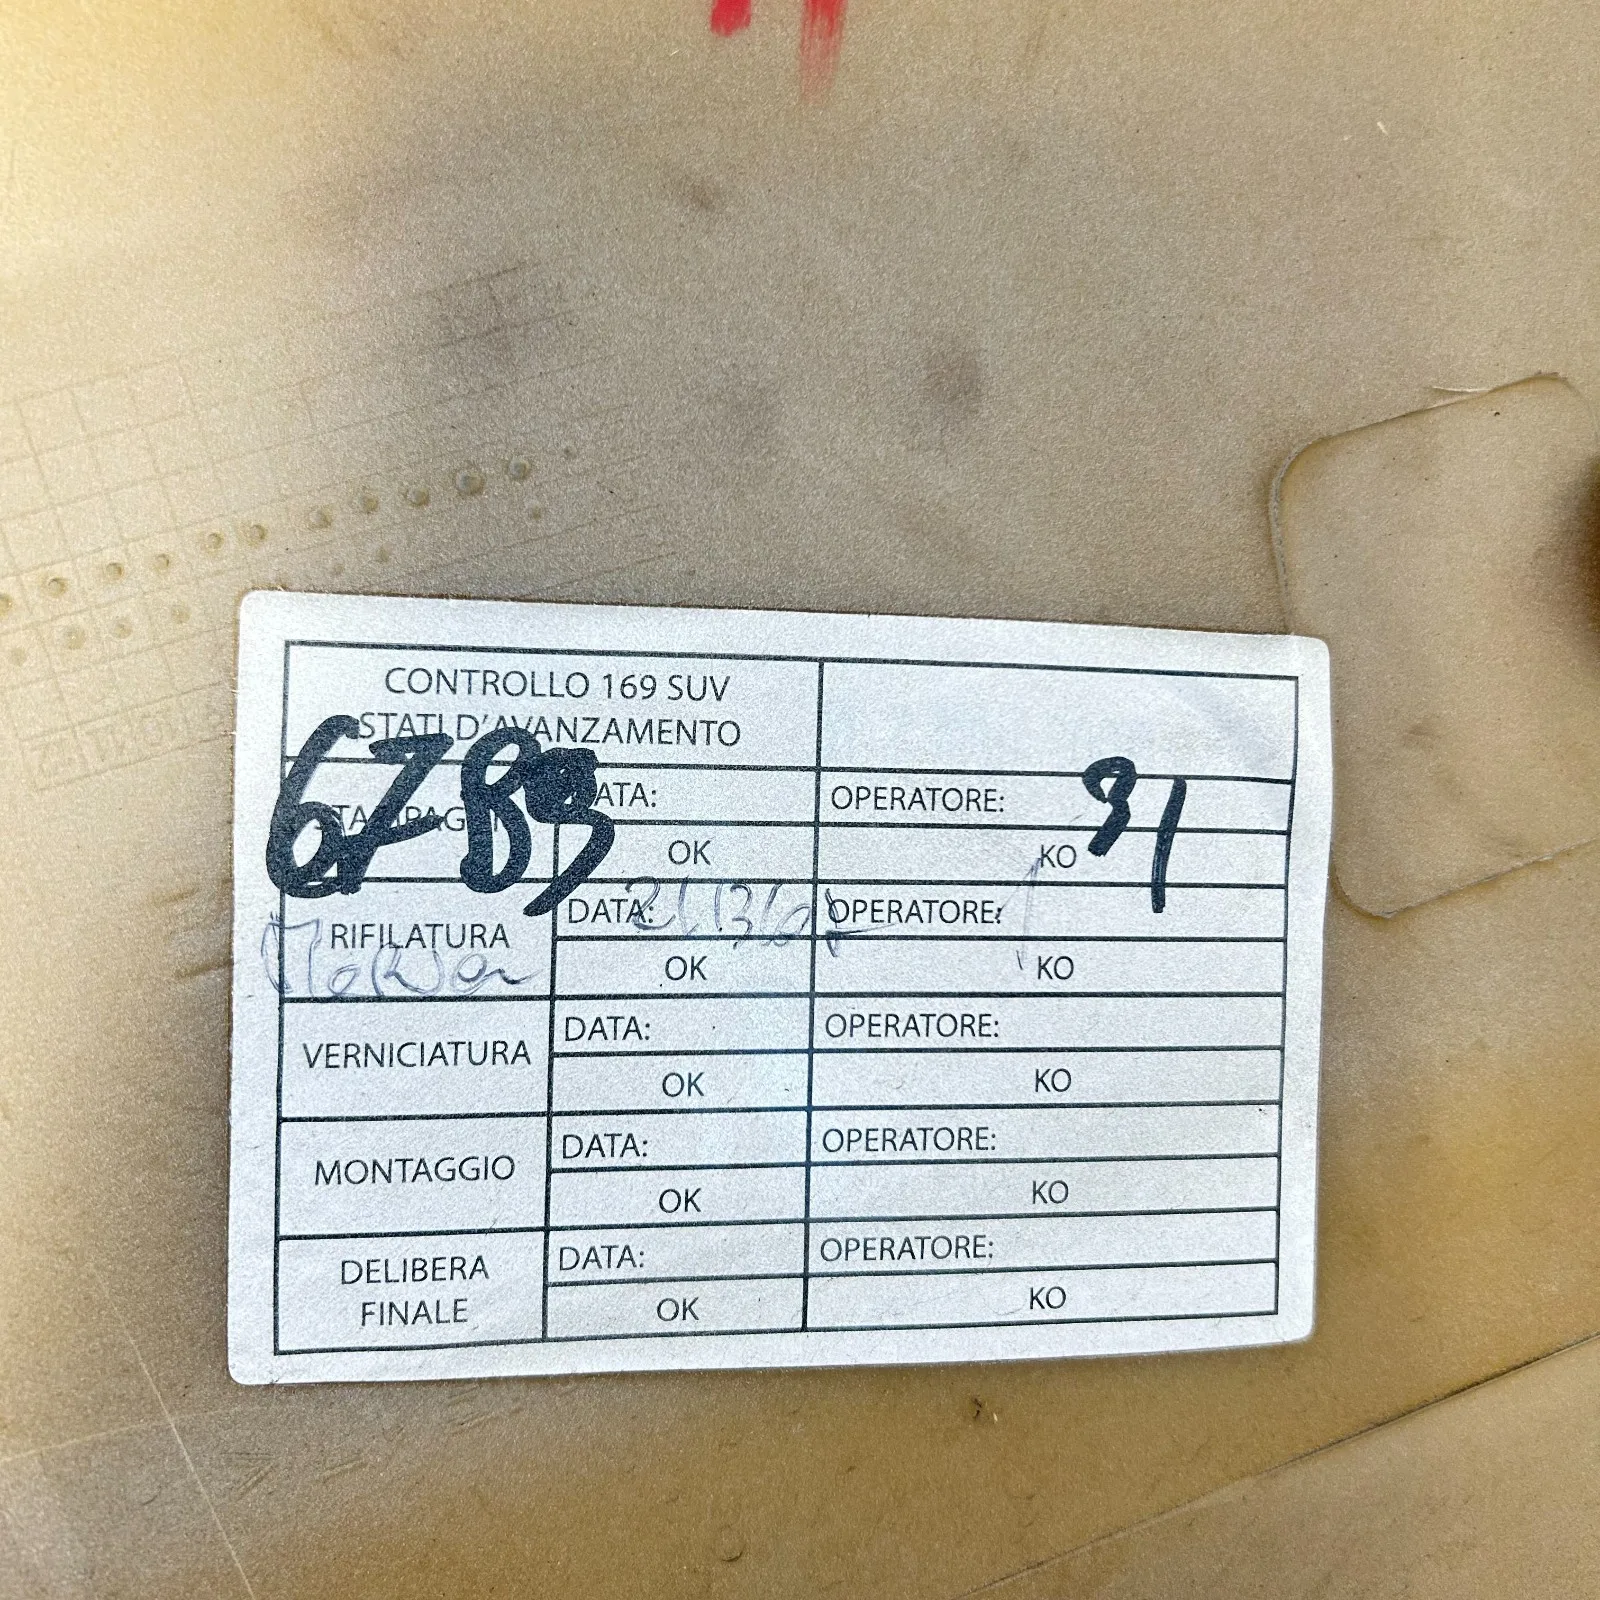 CONTROLLO 169 SUV
STATI D'AVANZAMENTO
DATA: OPERATORE: 91
OK KO
RIFILATURA DATA: OPERATORE:
OK KO
VERNICIATURA DATA: OPERATORE:
OK KO
MONTAGGIO DATA: OPERATORE:
OK KO
DELIBERA FINALE DATA: OPERATORE:
OK KO